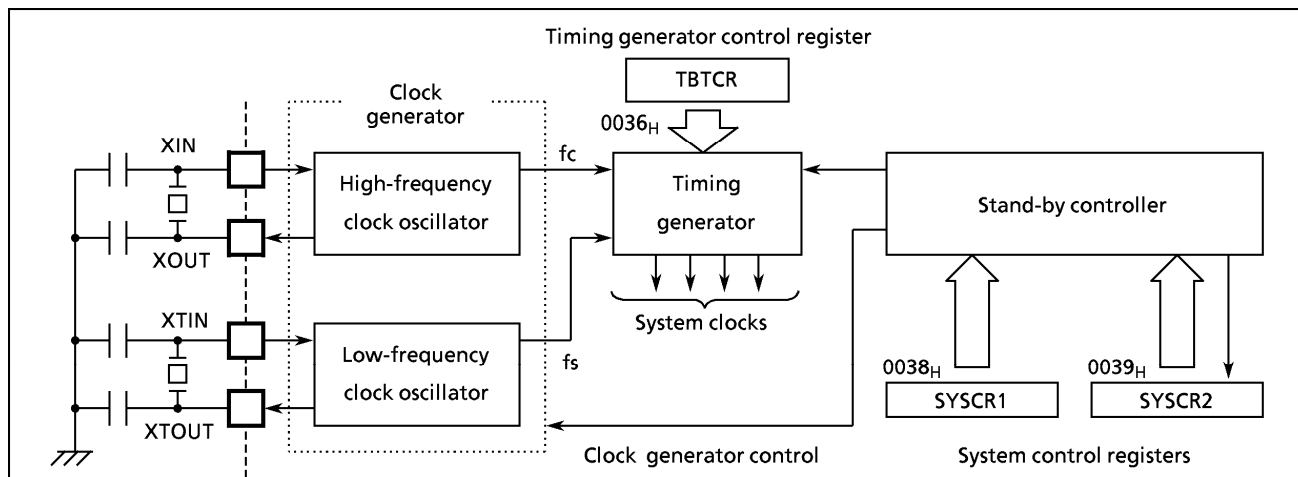 Timing generator control register
TBTCR
Clock
generator
0036H
XIN
fc
High-frequency
clock oscillator
Timing
generator
Stand-by controller
XOUT
XTIN
System clocks
Low-frequency
clock oscillator
fs
0038H
0039H
SYSCR1
SYSCR2
XTOUT
Clock generator control
System control registers